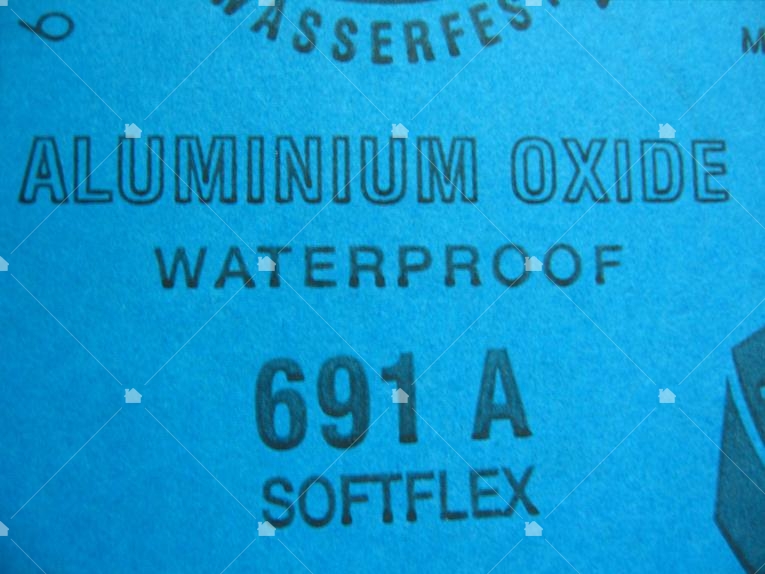 WASSERFEST
ALUMINIUM OXIDE
WATERPROOF
691 A
SOFTFLEX